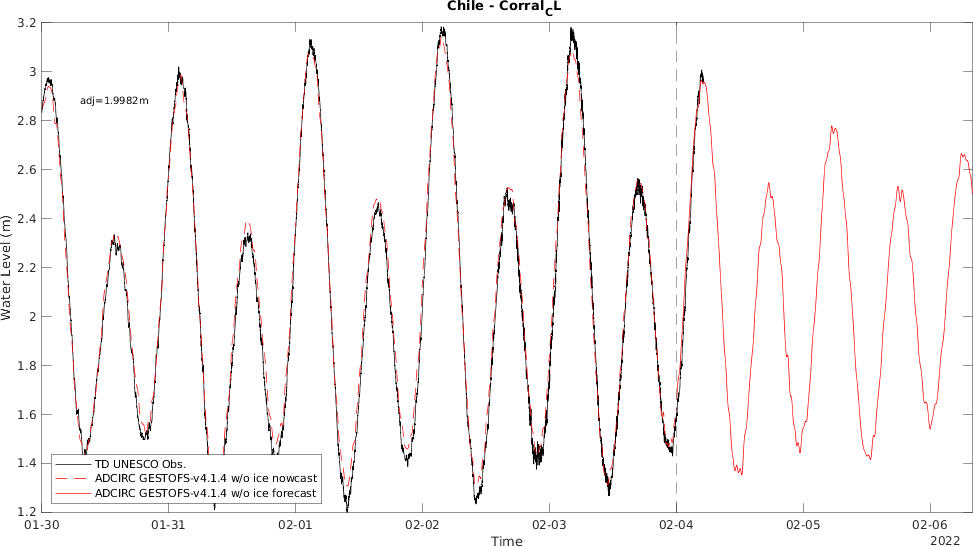 Chile - Corral_CL
3.2
3
2.8
2.6
2.4
2.2
2
1.8
1.6
1.4
1.2
Water Level (m)
adj=1.9982m
TD UNESCO Obs.
ADCIRC GESTOFS-v4.1.4 w/o ice nowcast
ADCIRC GESTOFS-v4.1.4 w/o ice forecast
01-30 01-31 02-01 02-02 02-03 02-04 02-05 02-06
Time
2022